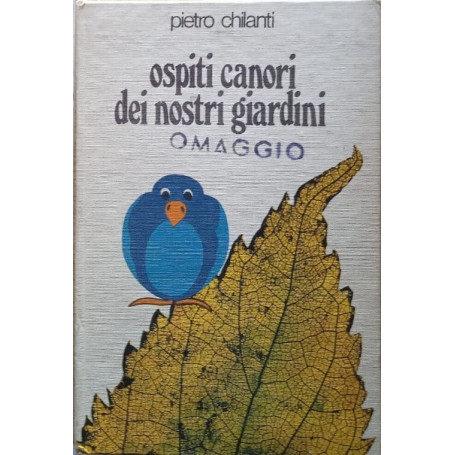 pietro chilanti
ospiti canori
dei nostri giardini
OMAGGIO